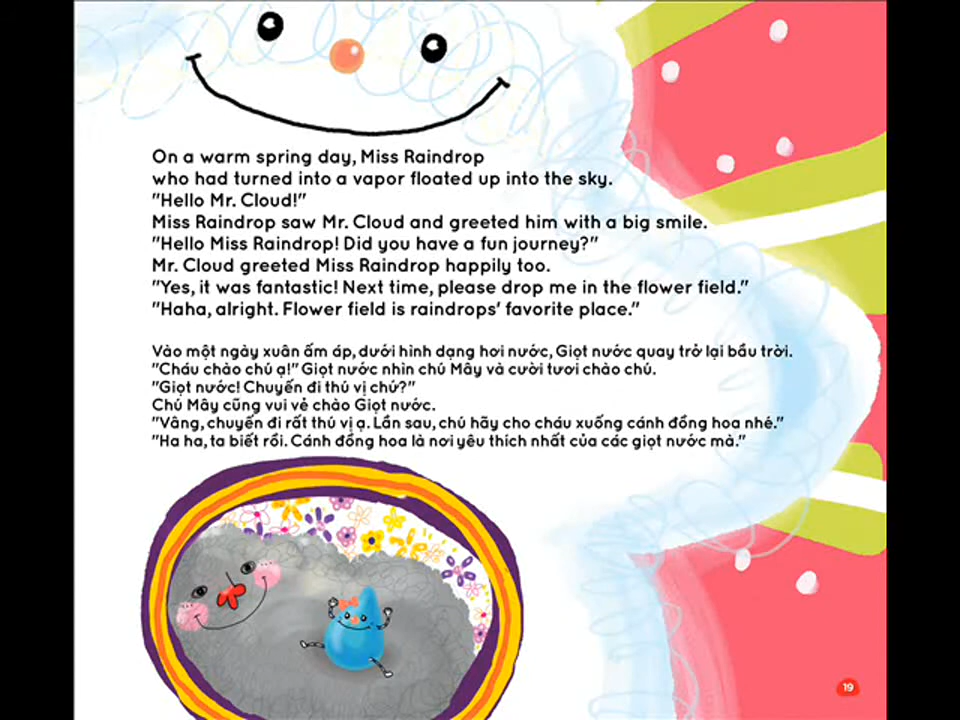 On a warm spring day, Miss Raindrop
who had turned into a vapor floated up into the sky.
"Hello Mr. Cloud!"
Miss Raindrop saw Mr. Cloud and greeted him with a big smile.
"Hello Miss Raindrop! Did you have a fun journey?"
Mr. Cloud greeted Miss Raindrop happily too.
"Yes, it was fantastic! Next time, please drop me in the flower field."
"Haha, alright. Flower field is raindrops' favorite place."
Vào một ngày xuân ấm áp, dưới hình dạng hơi nước, Giọt nước quay trở lại bầu trời.
"Cháu chào chú ạ!" Giọt nước nhìn chú Mây và cười tươi chào chú.
"Giọt nước! Chuyến đi thú vị chứ?"
Chú Mây cũng vui vẻ chào Giọt nước.
"Vâng, chuyến đi rất thú vị ạ. Lần sau, chú hãy cho cháu xuống cánh đồng hoa nhé."
"Ha ha, ta biết rồi. Cánh đồng hoa là nơi yêu thích nhất của các giọt nước mà."
19